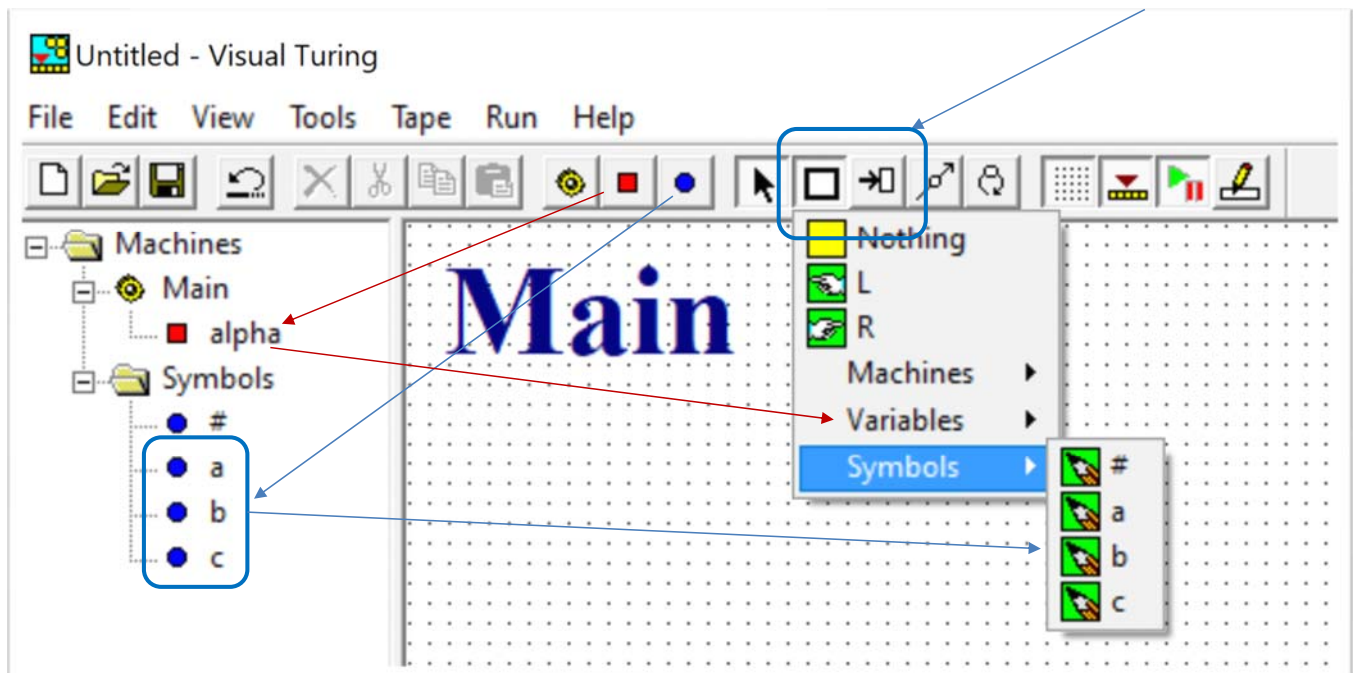 Untitled - Visual Turing
File Edit View Tools Tape Run Help
Machines
Main
alpha
Symbols
#
a
b
c
Main
Nothing
L
R
Machines
Variables
Symbols
#
a
b
c